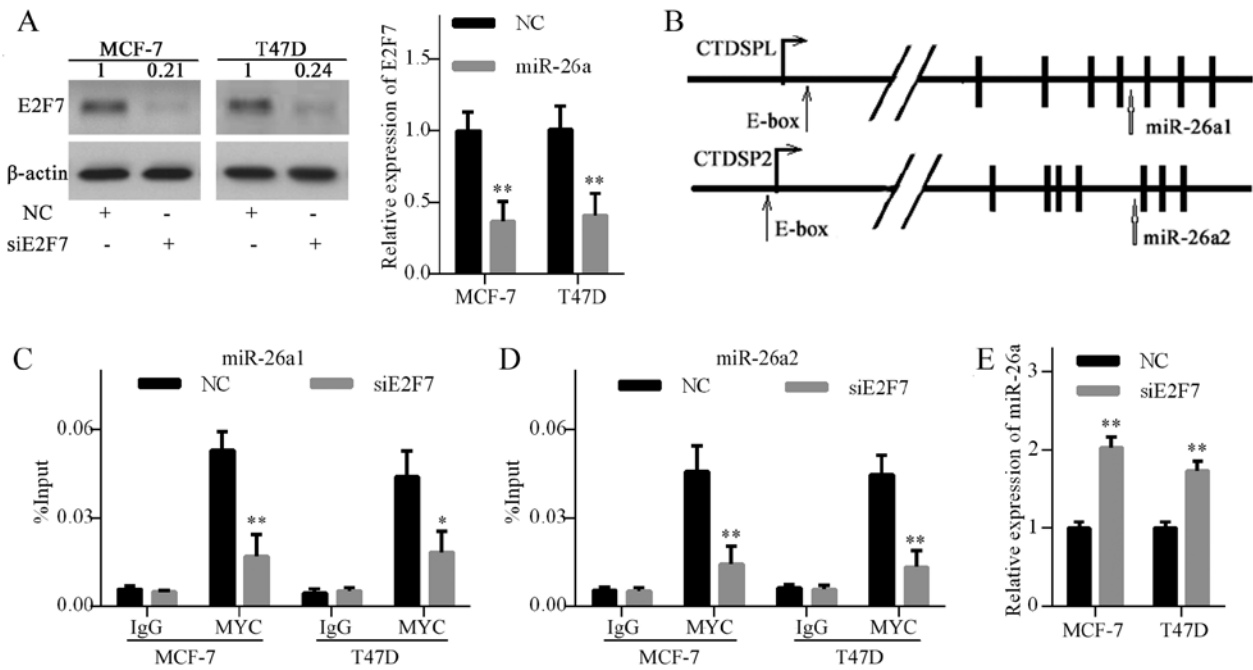 A
MCF-7 T47D
1 0.21 1 0.24
E2F7
β-actin
NC + - + -
siE2F7 - + - +
Relative expression of E2F7
NC
miR-26a
1.5
1.0
0.5
0.0
** **
MCF-7 T47D
B
CTDSPL
E-box
miR-26a1
CTDSP2
E-box
miR-26a2
C
miR-26a1
NC siE2F7
%Input
0.06
0.03
0.00
** *
IgG MYC IgG MYC
MCF-7 T47D
D
miR-26a2
NC siE2F7
%Input
0.06
0.03
0.00
** **
IgG MYC IgG MYC
MCF-7 T47D
E
Relative expression of miR-26a
NC
siE2F7
3
2
1
0
** **
MCF-7 T47D